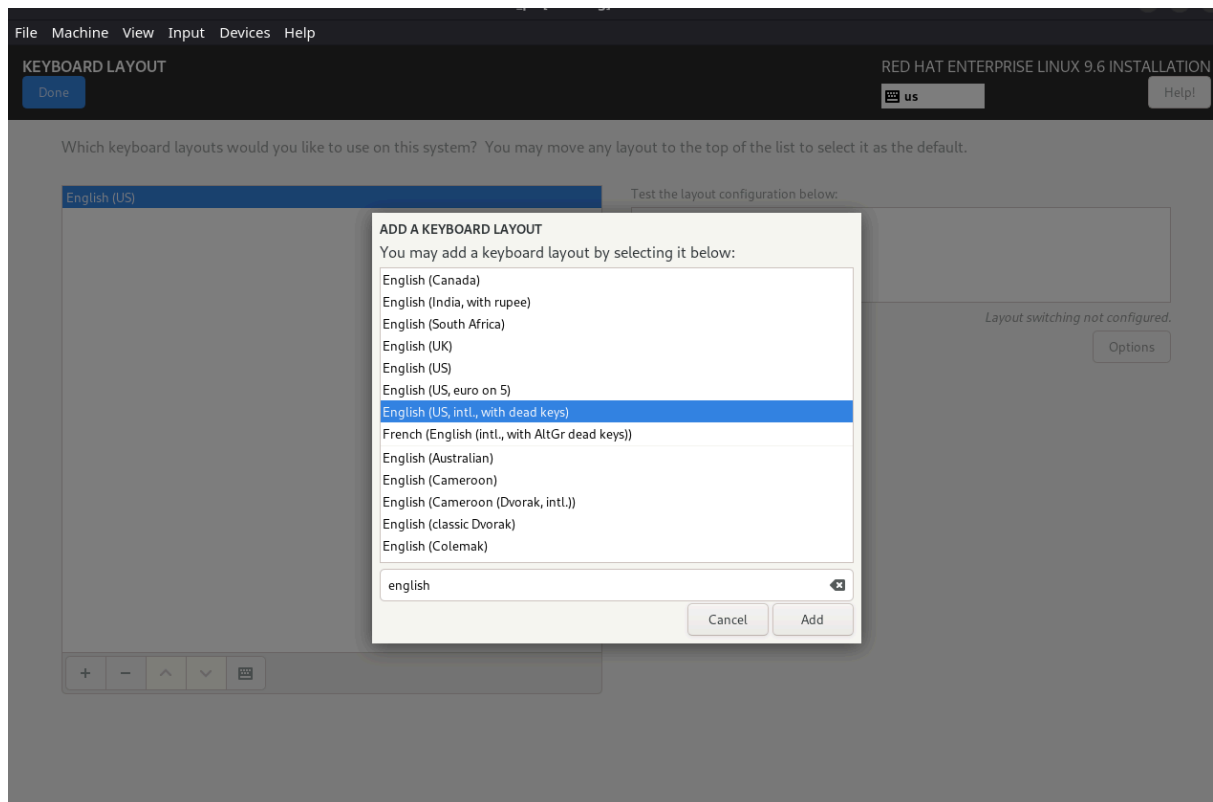 File Machine View Input Devices Help
KEYBOARD LAYOUT
RED HAT ENTERPRISE LINUX 9.6 INSTALLATION
Done
us
Help!
Which keyboard layouts would you like to use on this system? You may move any layout to the top of the list to select it as the default.
English (US)
Test the layout configuration below:
ADD A KEYBOARD LAYOUT
You may add a keyboard layout by selecting it below:
English (Canada)
English (India, with rupee)
English (South Africa)
English (UK)
English (US)
English (US, euro on 5)
English (US, intl., with dead keys)
French (English (intl., with AltGr dead keys))
English (Australian)
English (Cameroon)
English (Cameroon (Dvorak, intl.))
English (classic Dvorak)
English (Colemak)
english
Cancel
Add
Layout switching not configured.
Options